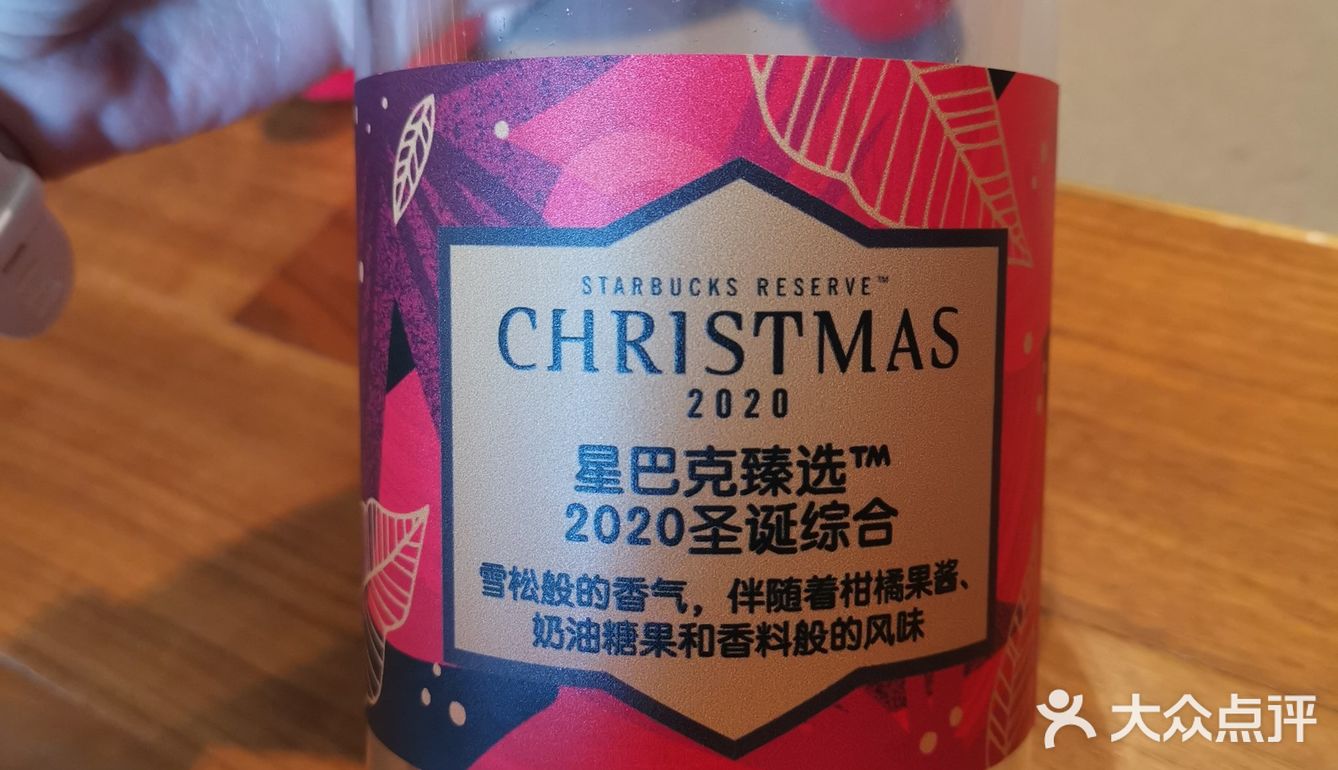 STARBUCKS RESERVE™
CHRISTMAS
2020
星巴克臻选™
2020圣诞综合
雪松般的香气，伴随着柑橘果酱、
奶油糖果和香料般的风味
大众点评